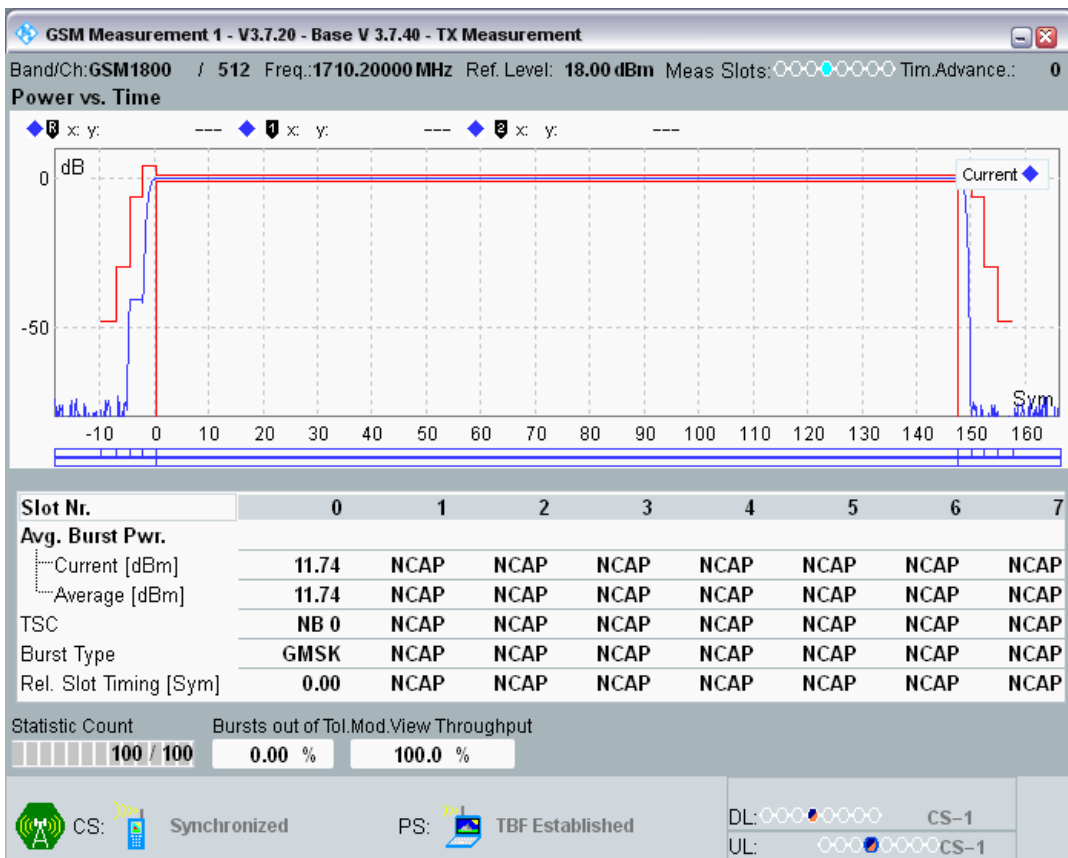 GSM Measurement 1 - V3.7.20 - Base V 3.7.40 - TX Measurement
Band/Ch:GSM1800 / 512 Freq.:1710.20000 MHz Ref. Level: 18.00 dBm Meas Slots: Tim.Advance.: 0
Power vs. Time
R x: y: --- 1 x: y: --- 2 x: y: ---
dB
Current
0
-50
Sym
-10 0 10 20 30 40 50 60 70 80 90 100 110 120 130 140 150 160
Slot Nr. 0 1 2 3 4 5 6 7
Avg. Burst Pwr.
Current [dBm] 11.74 NCAP NCAP NCAP NCAP NCAP NCAP NCAP
Average [dBm] 11.74 NCAP NCAP NCAP NCAP NCAP NCAP NCAP
TSC NB 0 NCAP NCAP NCAP NCAP NCAP NCAP NCAP
Burst Type GMSK NCAP NCAP NCAP NCAP NCAP NCAP NCAP
Rel. Slot Timing [Sym] 0.00 NCAP NCAP NCAP NCAP NCAP NCAP NCAP
Statistic Count Bursts out of Tol.Mod.View Throughput
100 / 100 0.00 % 100.0 %
CS: Synchronized PS: TBF Established
DL: CS-1
UL: CS-1